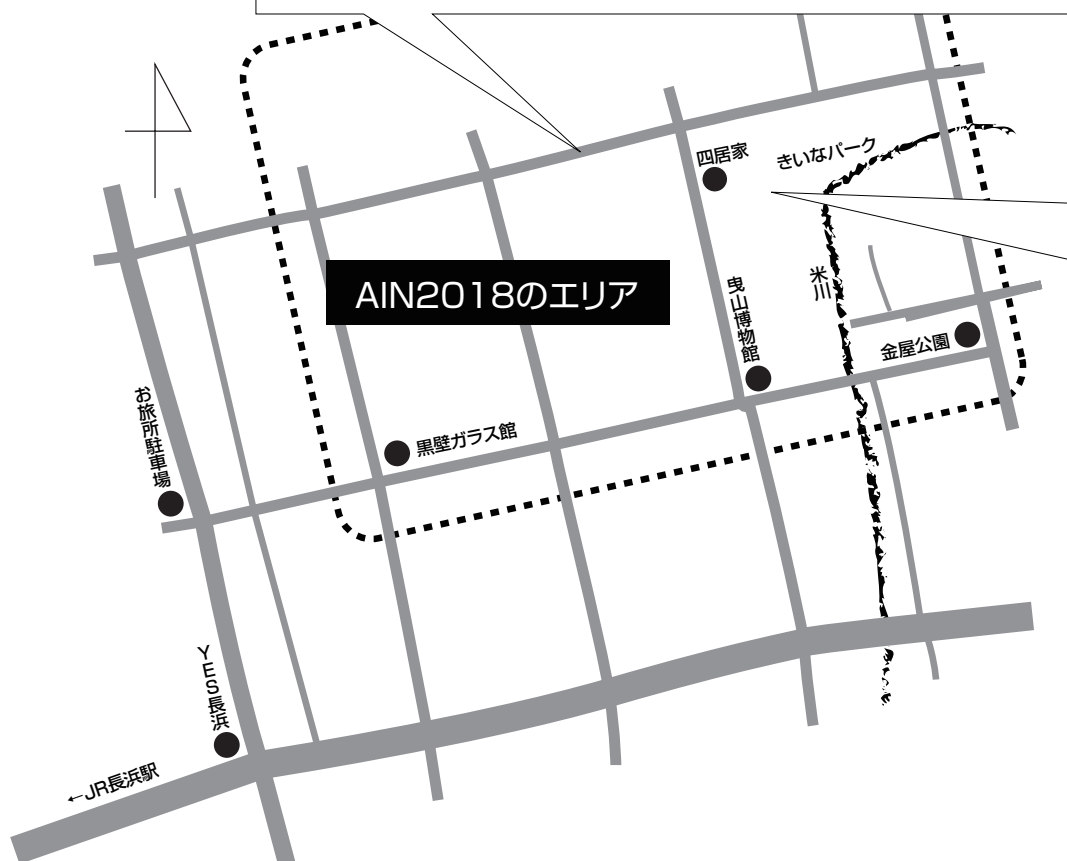 四居家
きいなパーク
AIN2018のエリア
米川
曳山博物館
金屋公園
お旅所駐車場
黒壁ガラス館
YES長浜
←JR長浜駅